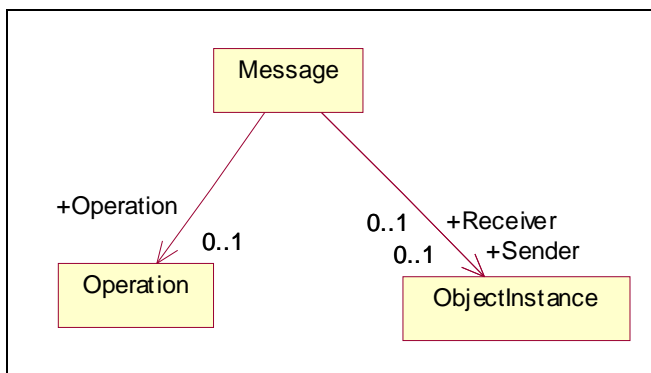 Message
+Operation
0..1
0..1
+Receiver
0..1
+Sender
Operation
ObjectInstance